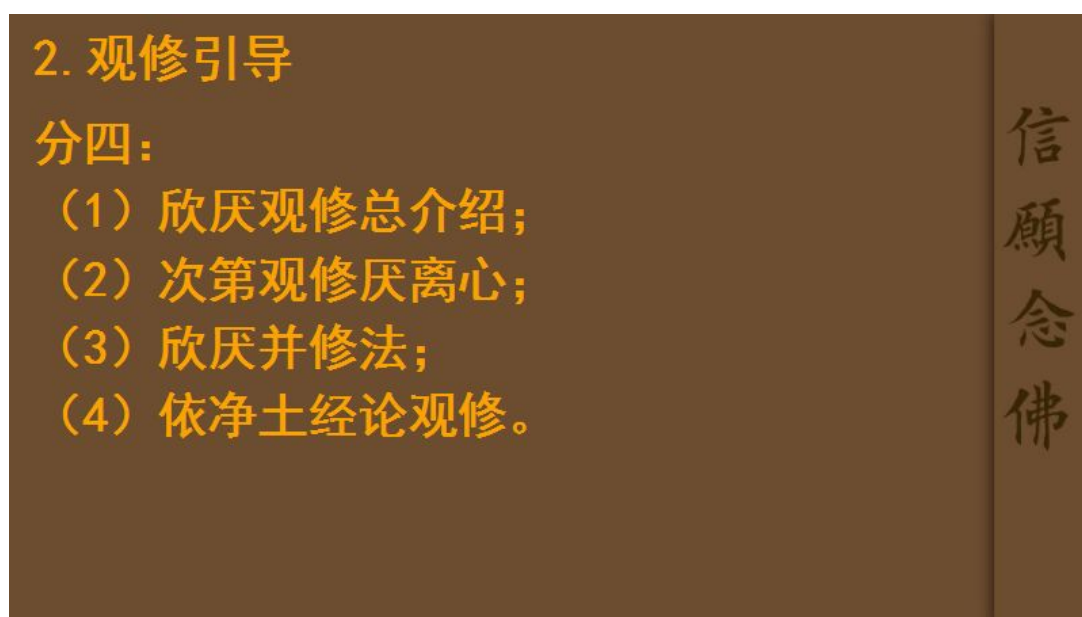 2.观修引导
分四：
（1）欣厌观修总介绍；
（2）次第观修厌离心；
（3）欣厌并修法；
（4）依净土经论观修。
信願念佛